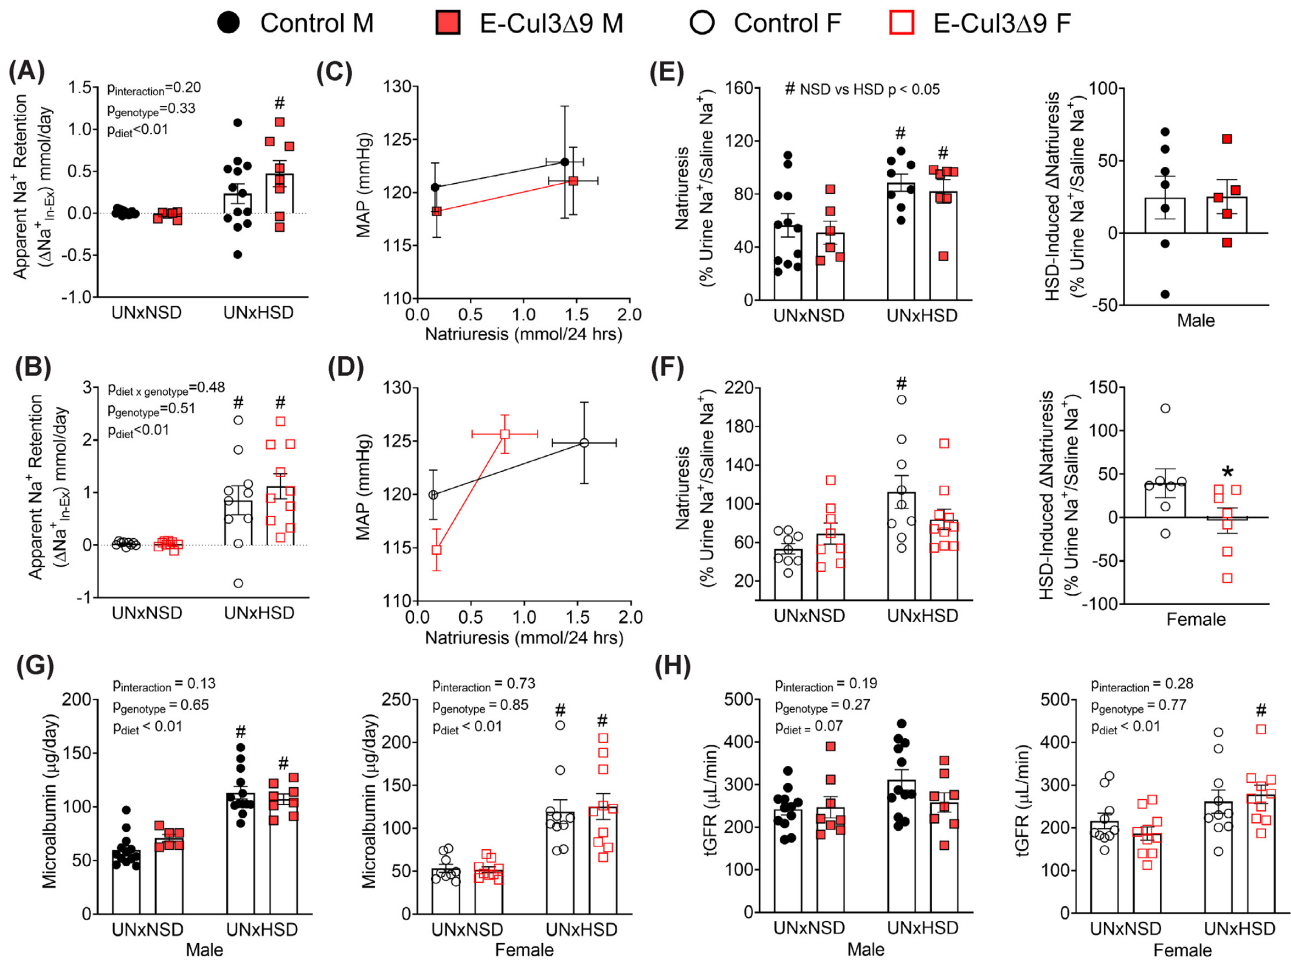 Control M E-Cul3Δ9 M Control F E-Cul3Δ9 F
(A)
Apparent Na+ Retention
(ΔNa+In-Ex) mmol/day
pinteraction=0.20
pgenotype=0.33
pdiet<0.01
#
1.5
1.0
0.5
0.0
-0.5
-1.0
UNxNSD UNxHSD
(C)
MAP (mmHg)
130
125
120
115
110
0.0 0.5 1.0 1.5 2.0
Natriuresis (mmol/24 hrs)
(E)
Natriuresis
(% Urine Na+/Saline Na+)
# NSD vs HSD p < 0.05
# #
160
120
80
40
0
UNxNSD UNxHSD
HSD-Induced ΔNatriuresis
(% Urine Na+/Saline Na+)
100
50
0
-50
Male
(B)
Apparent Na+ Retention
(ΔNa+In-Ex) mmol/day
pdiet x genotype=0.48
pgenotype=0.51
pdiet<0.01
# #
3
2
1
0
-1
UNxNSD UNxHSD
(D)
MAP (mmHg)
130
125
120
115
110
0.0 0.5 1.0 1.5 2.0
Natriuresis (mmol/24 hrs)
(F)
Natriuresis
(% Urine Na+/Saline Na+)
#
220
180
140
100
60
20
UNxNSD UNxHSD
HSD-Induced ΔNatriuresis
(% Urine Na+/Saline Na+)
*
150
100
50
0
-50
-100
Female
(G)
Microalbumin (μg/day)
pinteraction = 0.13
pgenotype = 0.65
pdiet < 0.01
# #
200
150
100
50
0
UNxNSD UNxHSD
Male
Microalbumin (μg/day)
pinteraction = 0.73
pgenotype = 0.85
pdiet < 0.01
# #
250
200
150
100
50
0
UNxNSD UNxHSD
Female
(H)
tGFR (μL/min)
pinteraction = 0.19
pgenotype = 0.27
pdiet = 0.07
500
400
300
200
100
0
UNxNSD UNxHSD
Male
tGFR (μL/min)
pinteraction = 0.28
pgenotype = 0.77
pdiet < 0.01
#
500
400
300
200
100
0
UNxNSD UNxHSD
Female